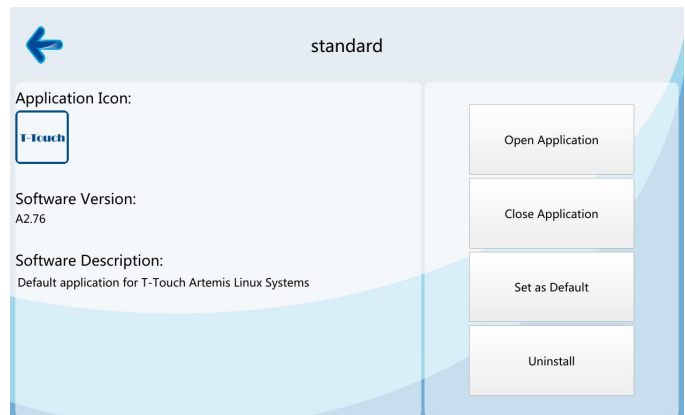 standard
Application Icon:
T-Touch
Software Version:
A2.76
Software Description:
Default application for T-Touch Artemis Linux Systems
Open Application
Close Application
Set as Default
Uninstall